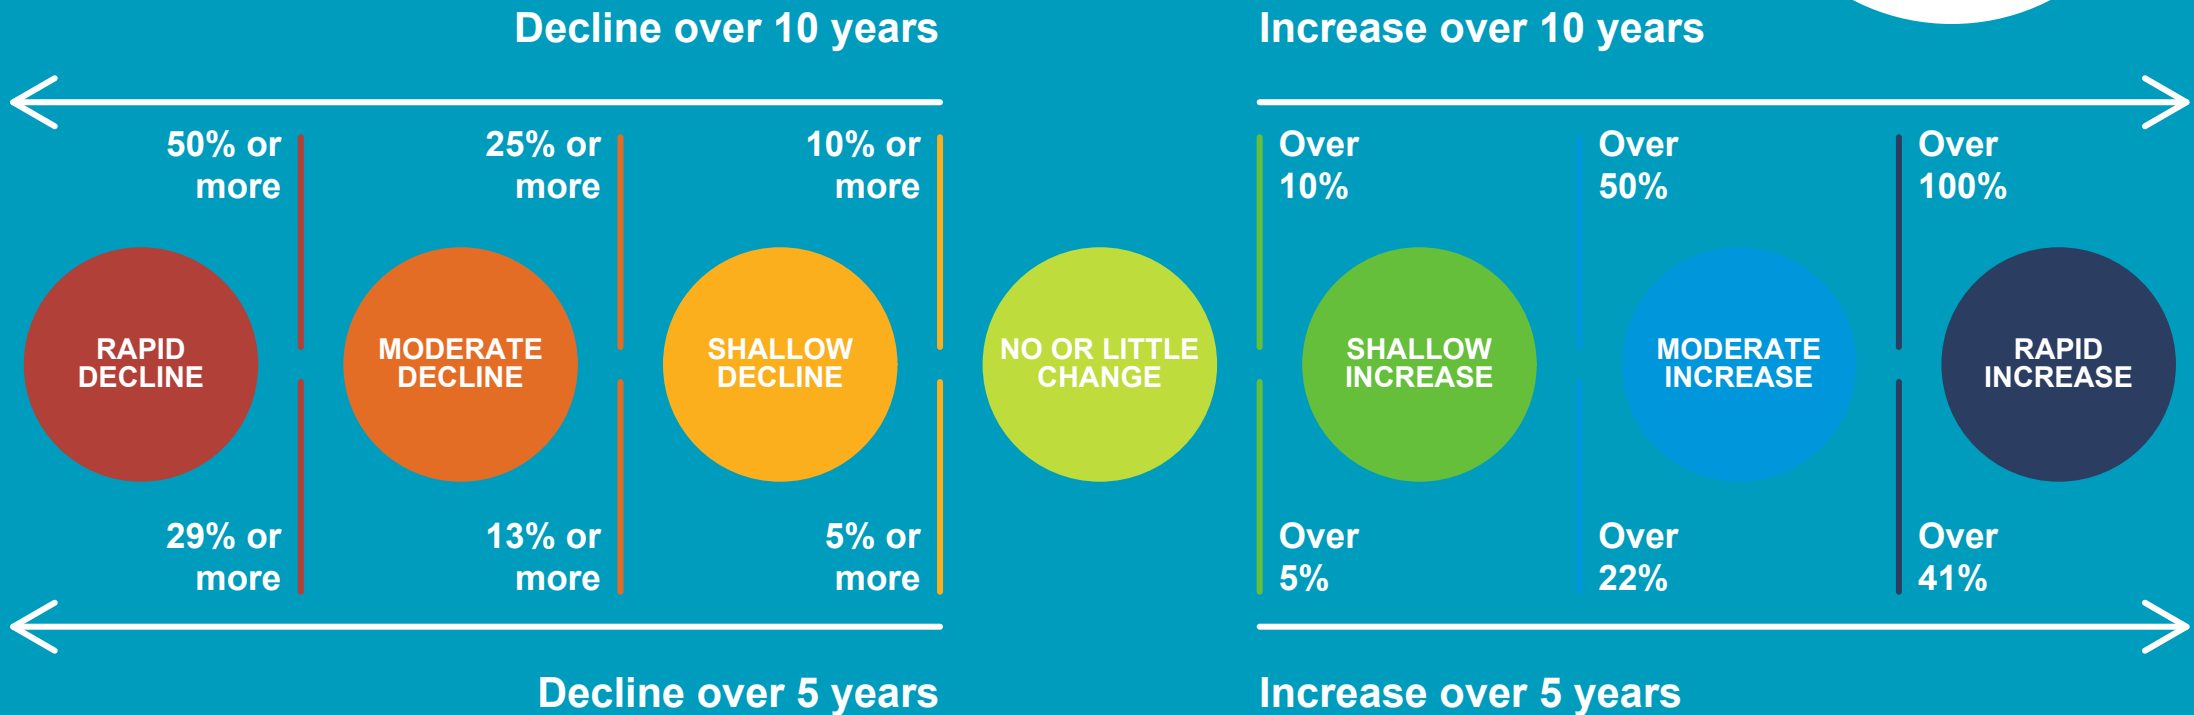 Decline over 10 years
Increase over 10 years
50% or
more
25% or
more
10% or
more
Over
10%
Over
50%
Over
100%
RAPID
DECLINE
MODERATE
DECLINE
SHALLOW
DECLINE
NO OR LITTLE
CHANGE
SHALLOW
INCREASE
MODERATE
INCREASE
RAPID
INCREASE
29% or
more
13% or
more
5% or
more
Over
5%
Over
22%
Over
41%
Decline over 5 years
Increase over 5 years